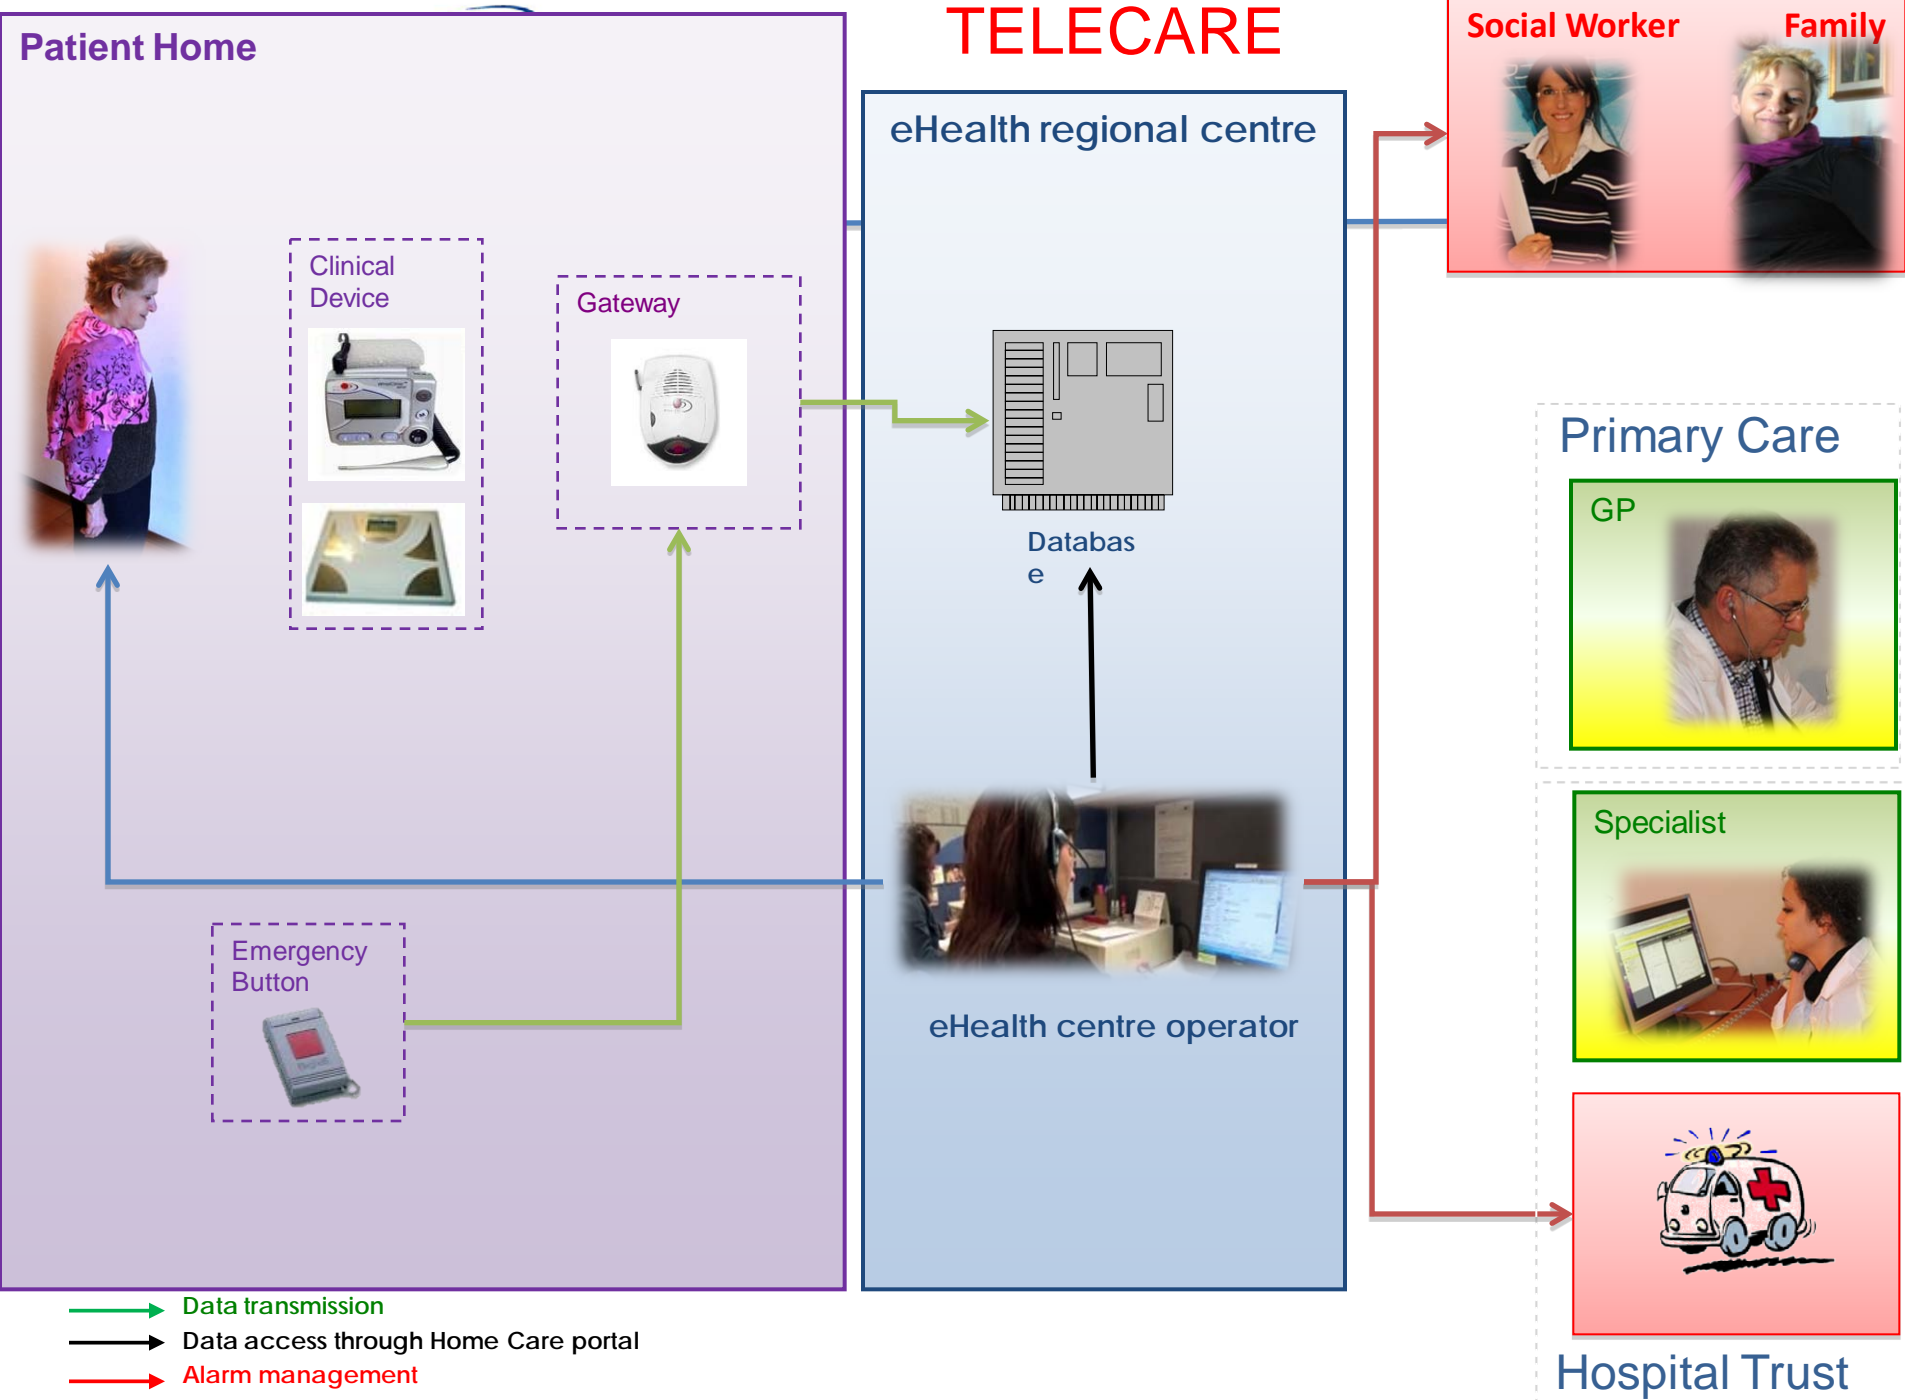 TELECARE
Patient Home
Social Worker
Family
eHealth regional centre
Clinical
Device
Gateway
Databas
e
Primary Care
GP
Specialist
Emergency
Button
eHealth centre operator
Data transmission
Data access through Home Care portal
Alarm management
Hospital Trust